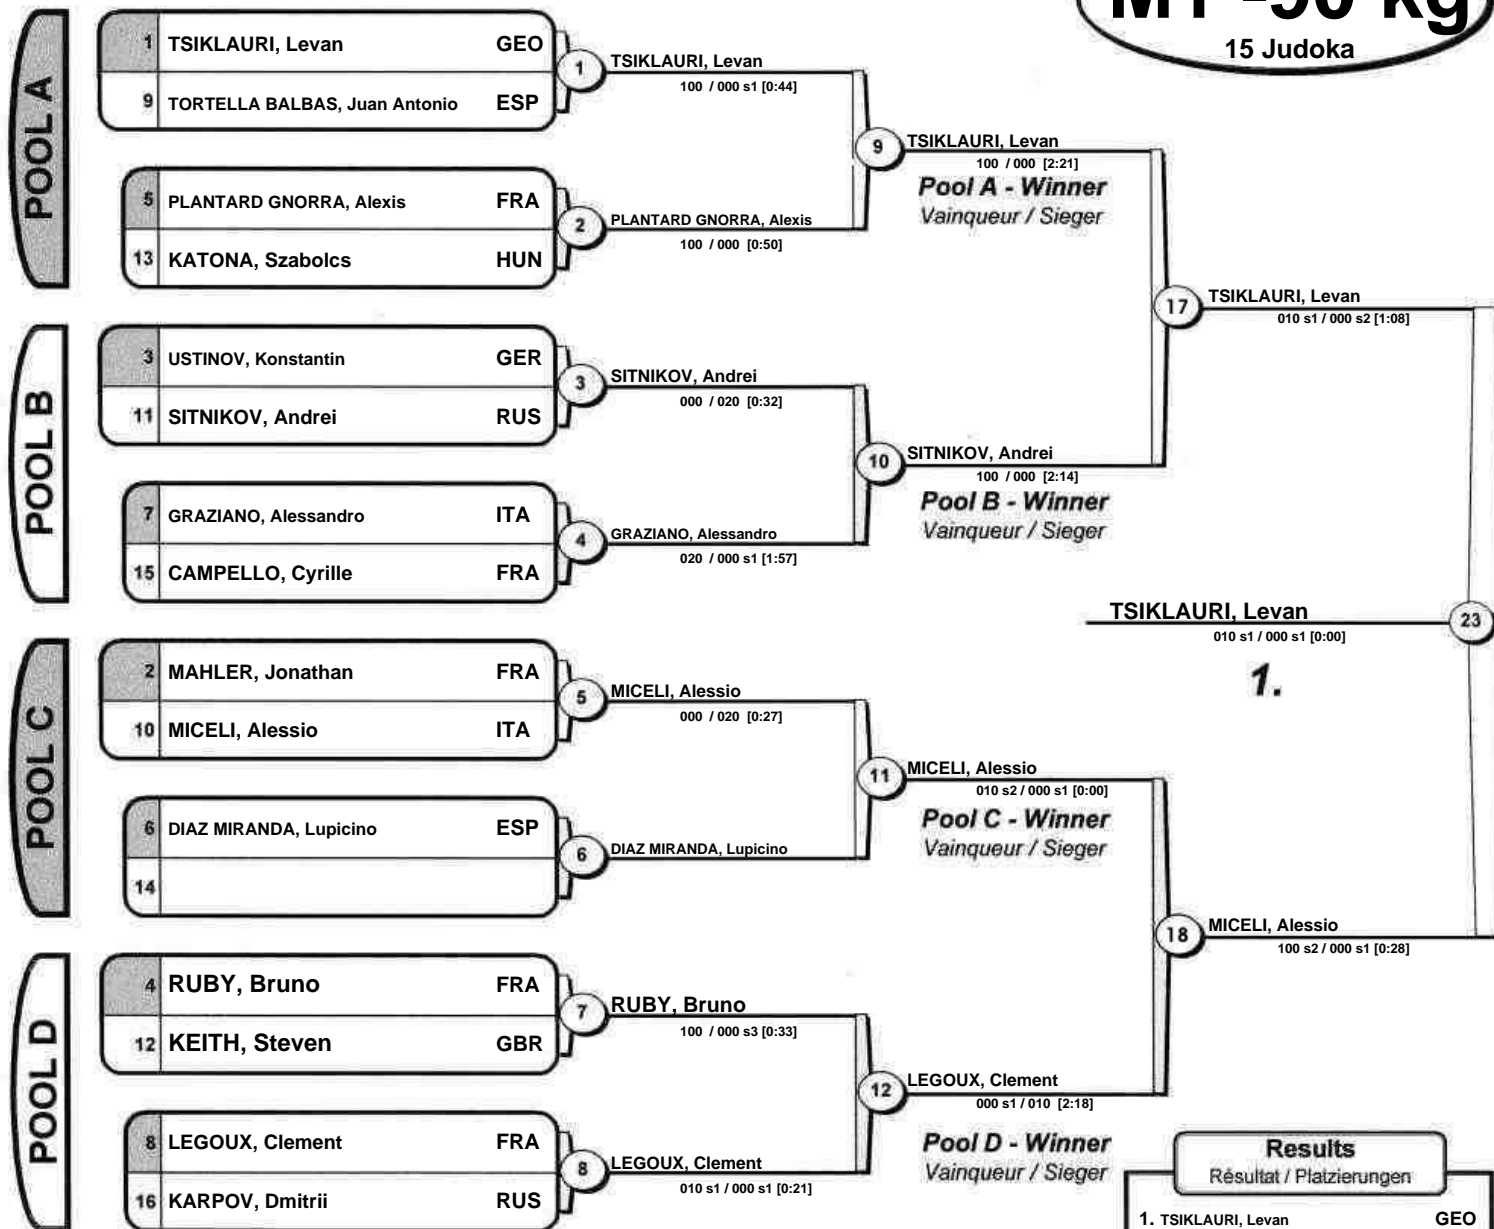 M1 -90 kg
15 Judoka
POOL A
1 TSIKLAURI, Levan GEO
9 TORTELLA BALBAS, Juan Antonio ESP
1
TSIKLAURI, Levan
100 / 000 s1 [0:44]
5 PLANTARD GNORRA, Alexis FRA
13 KATONA, Szabolcs HUN
2
PLANTARD GNORRA, Alexis
100 / 000 [0:50]
9
TSIKLAURI, Levan
100 / 000 [2:21]
Pool A - Winner
Vainqueur / Sieger
POOL B
3 USTINOV, Konstantin GER
11 SITNIKOV, Andrei RUS
3
SITNIKOV, Andrei
000 / 020 [0:32]
7 GRAZIANO, Alessandro ITA
15 CAMPELLO, Cyrille FRA
4
GRAZIANO, Alessandro
020 / 000 s1 [1:57]
10
SITNIKOV, Andrei
100 / 000 [2:14]
Pool B - Winner
Vainqueur / Sieger
17
TSIKLAURI, Levan
010 s1 / 000 s2 [1:08]
TSIKLAURI, Levan
23
010 s1 / 000 s1 [0:00]
1.
POOL C
2 MAHLER, Jonathan FRA
10 MICELI, Alessio ITA
5
MICELI, Alessio
000 / 020 [0:27]
6 DIAZ MIRANDA, Lupicino ESP
14
6
DIAZ MIRANDA, Lupicino
11
MICELI, Alessio
010 s2 / 000 s1 [0:00]
Pool C - Winner
Vainqueur / Sieger
POOL D
4 RUBY, Bruno FRA
12 KEITH, Steven GBR
7
RUBY, Bruno
100 / 000 s3 [0:33]
8 LEGOUX, Clement FRA
16 KARPOV, Dmitrii RUS
8
LEGOUX, Clement
010 s1 / 000 s1 [0:21]
12
LEGOUX, Clement
000 s1 / 010 [2:18]
Pool D - Winner
Vainqueur / Sieger
18
MICELI, Alessio
100 s2 / 000 s1 [0:28]
Results
Résultat / Platzierungen
1. TSIKLAURI, Levan GEO